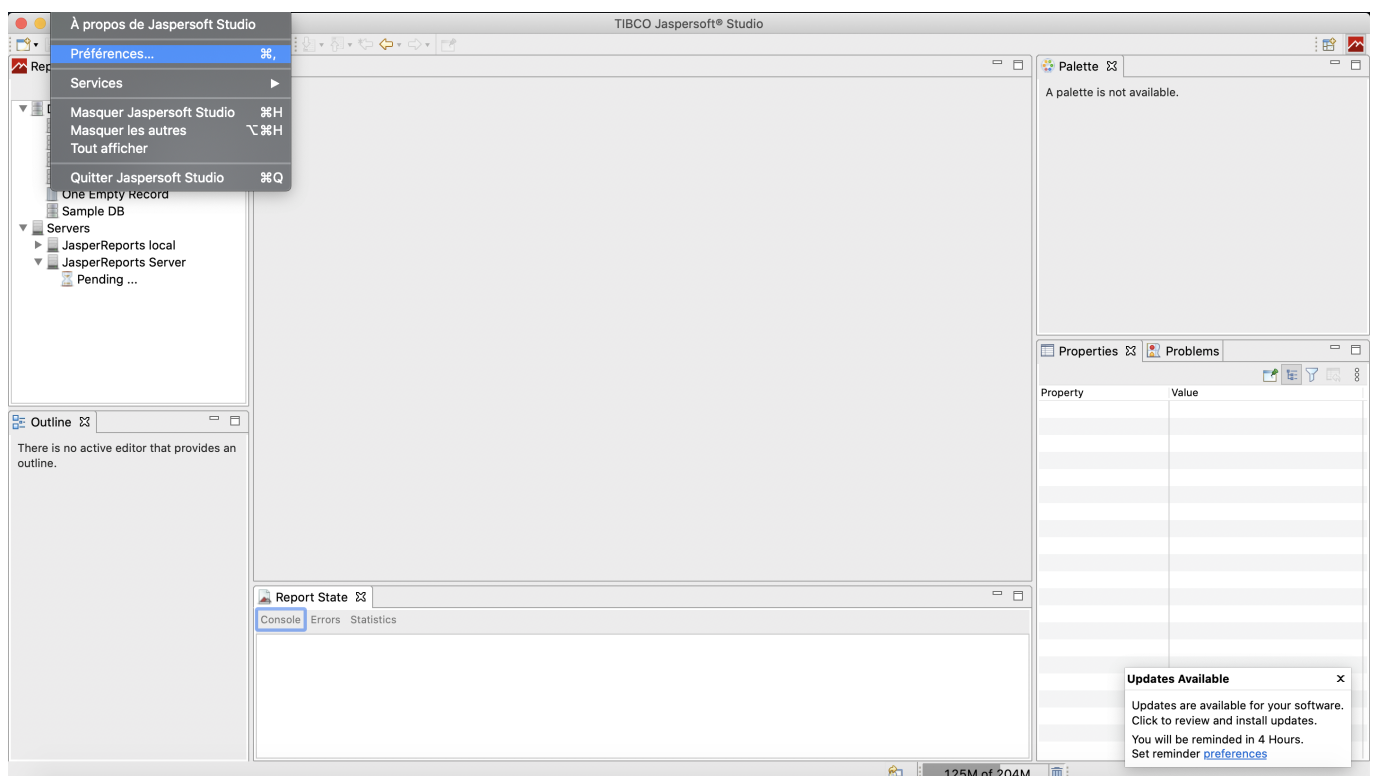 À propos de Jaspersoft Studio
TIBCO Jaspersoft® Studio
Préférences... ⌘,
Rep
Services
Masquer Jaspersoft Studio ⌘H
Masquer les autres ⌥⌘H
Tout afficher
Quitter Jaspersoft Studio ⌘Q
One Empty Record
Sample DB
Servers
JasperReports local
JasperReports Server
Pending ...
Palette
A palette is not available.
Properties Problems
Property Value
Outline
There is no active editor that provides an
outline.
Report State
Console Errors Statistics
Updates Available x
Updates are available for your software.
Click to review and install updates.
You will be reminded in 4 Hours.
Set reminder preferences
125M of 204M